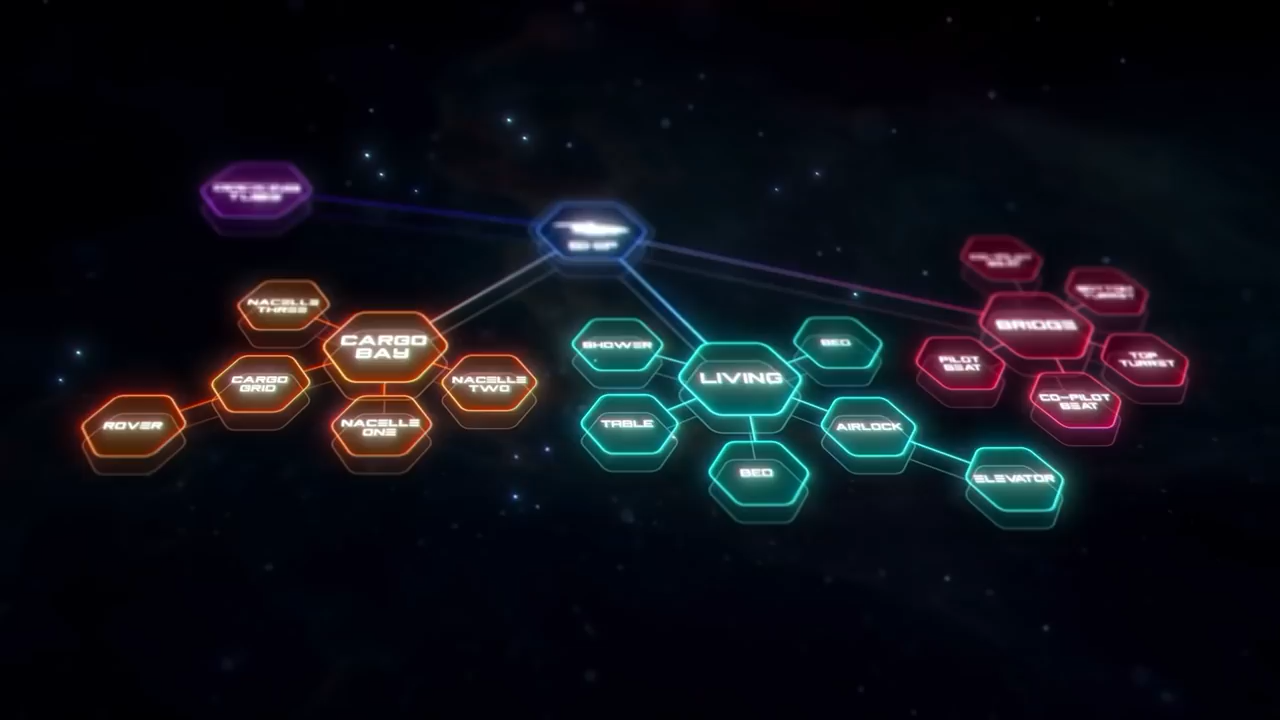 NACELLE
THREE
CARGO
BAY
CARGO
GRID
NACELLE
TWO
ROVER
NACELLE
ONE
SHOWER
BED
LIVING
TABLE
AIRLOCK
BED
ELEVATOR
BRIDGE
PILOT
SEAT
TOP
TURRET
CO-PILOT
SEAT